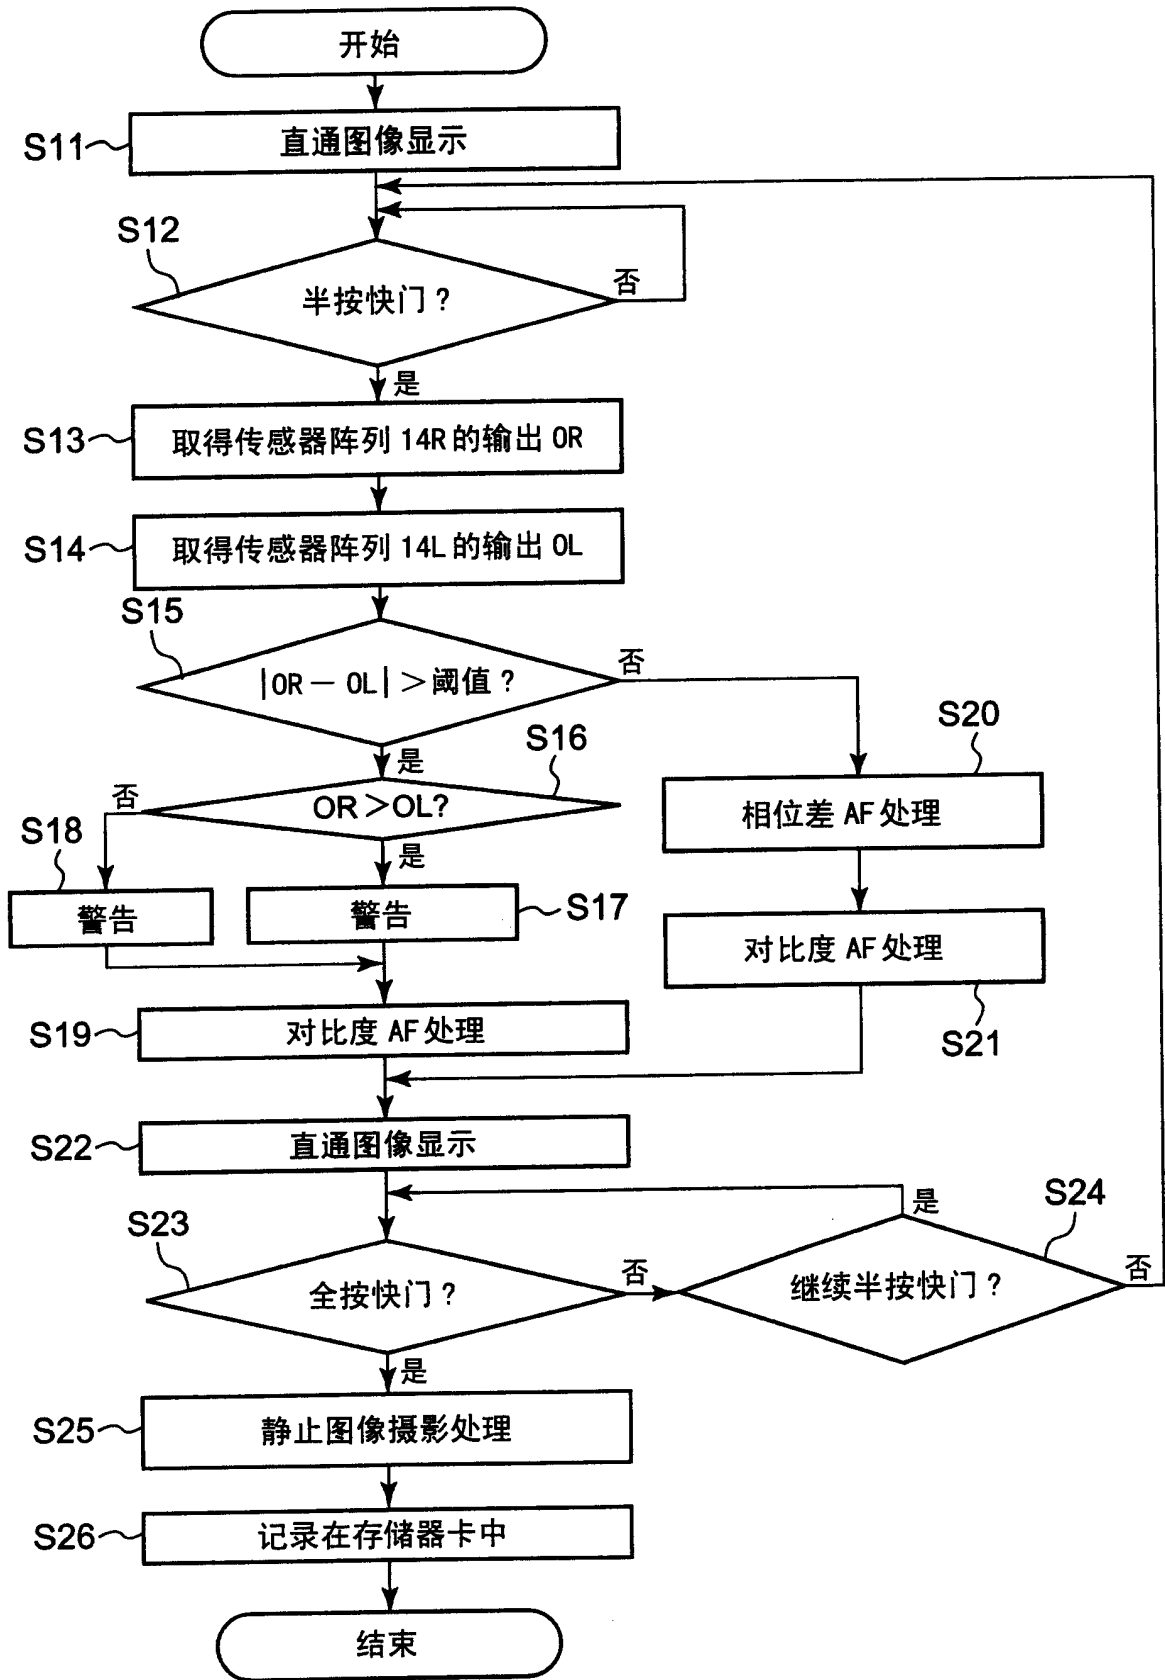 开始
S11
直通图像显示
S12
半按快门？
否
是
S13
取得传感器阵列 14R 的输出 OR
S14
取得传感器阵列 14L 的输出 OL
S15
|OR－OL|＞阈值？
否
是
S16
OR＞OL?
否
是
S20
相位差 AF 处理
S18
警告
警告
S17
对比度 AF 处理
S21
S19
对比度 AF 处理
S22
直通图像显示
S23
全按快门？
否
是
S24
继续半按快门？
是
否
S25
静止图像摄影处理
S26
记录在存储器卡中
结束